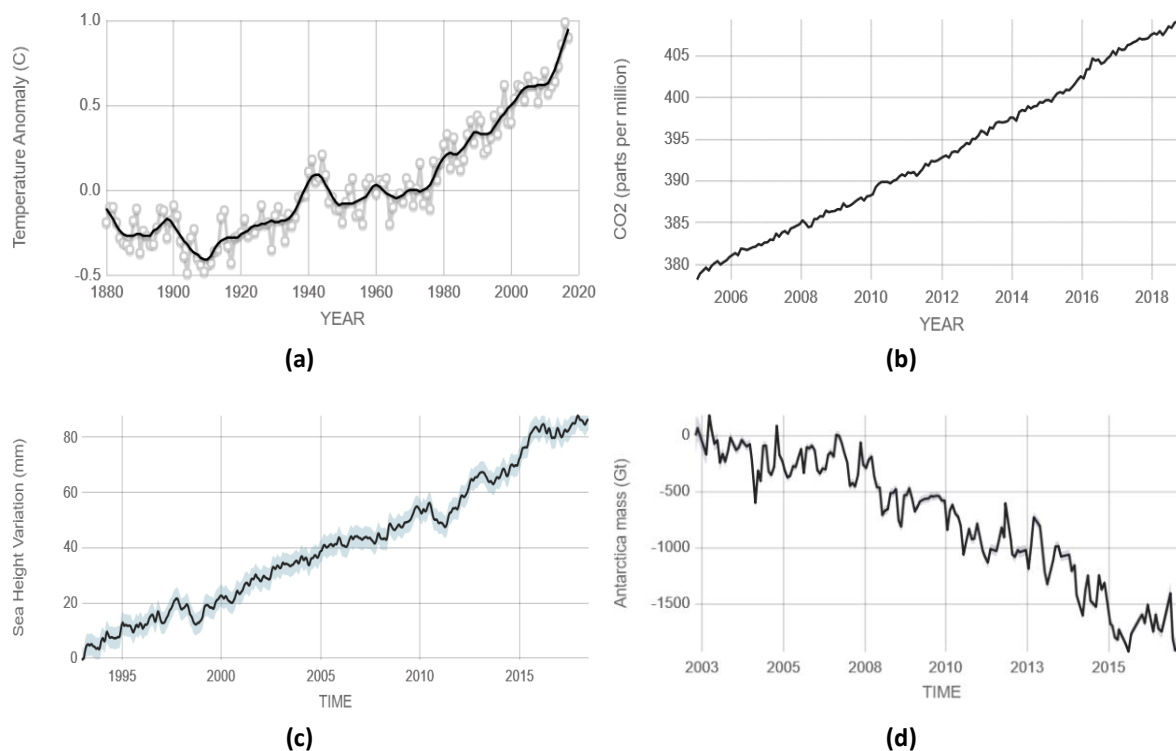 Temperature Anomaly (C)
1.0
0.5
0.0
-0.5
1880 1900 1920 1940 1960 1980 2000 2020
YEAR
(a)
CO2 (parts per million)
405
400
395
390
385
380
2006 2008 2010 2012 2014 2016 2018
YEAR
(b)
Sea Height Variation (mm)
80
60
40
20
0
1995 2000 2005 2010 2015
TIME
(c)
Antarctica mass (Gt)
0
-500
-1000
-1500
2003 2005 2008 2010 2013 2015
TIME
(d)